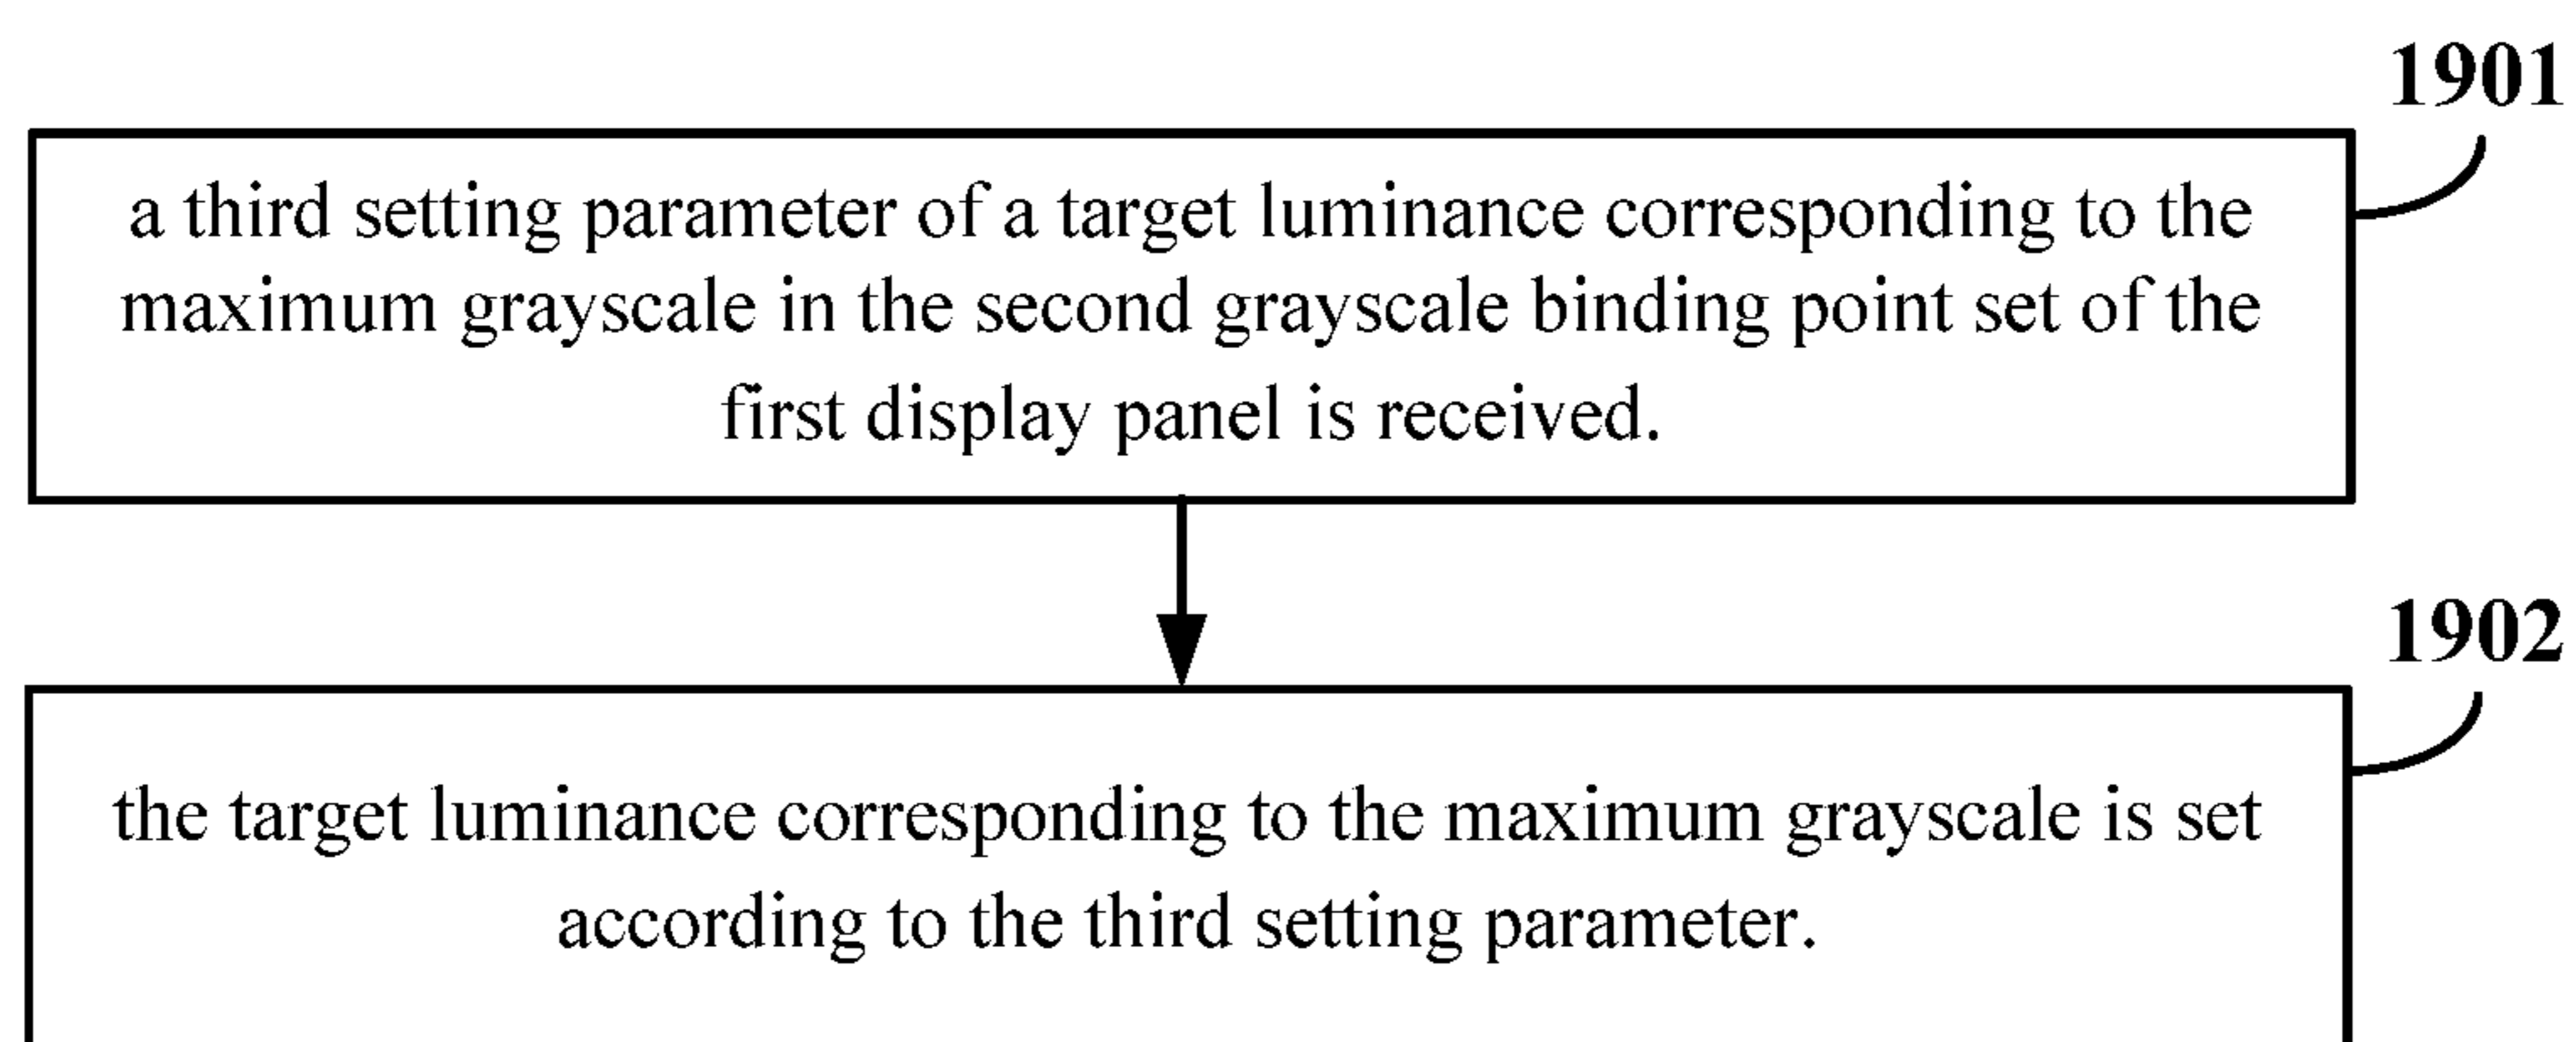 1901
a third setting parameter of a target luminance corresponding to the
maximum grayscale in the second grayscale binding point set of the
first display panel is received.
1902
the target luminance corresponding to the maximum grayscale is set
according to the third setting parameter.